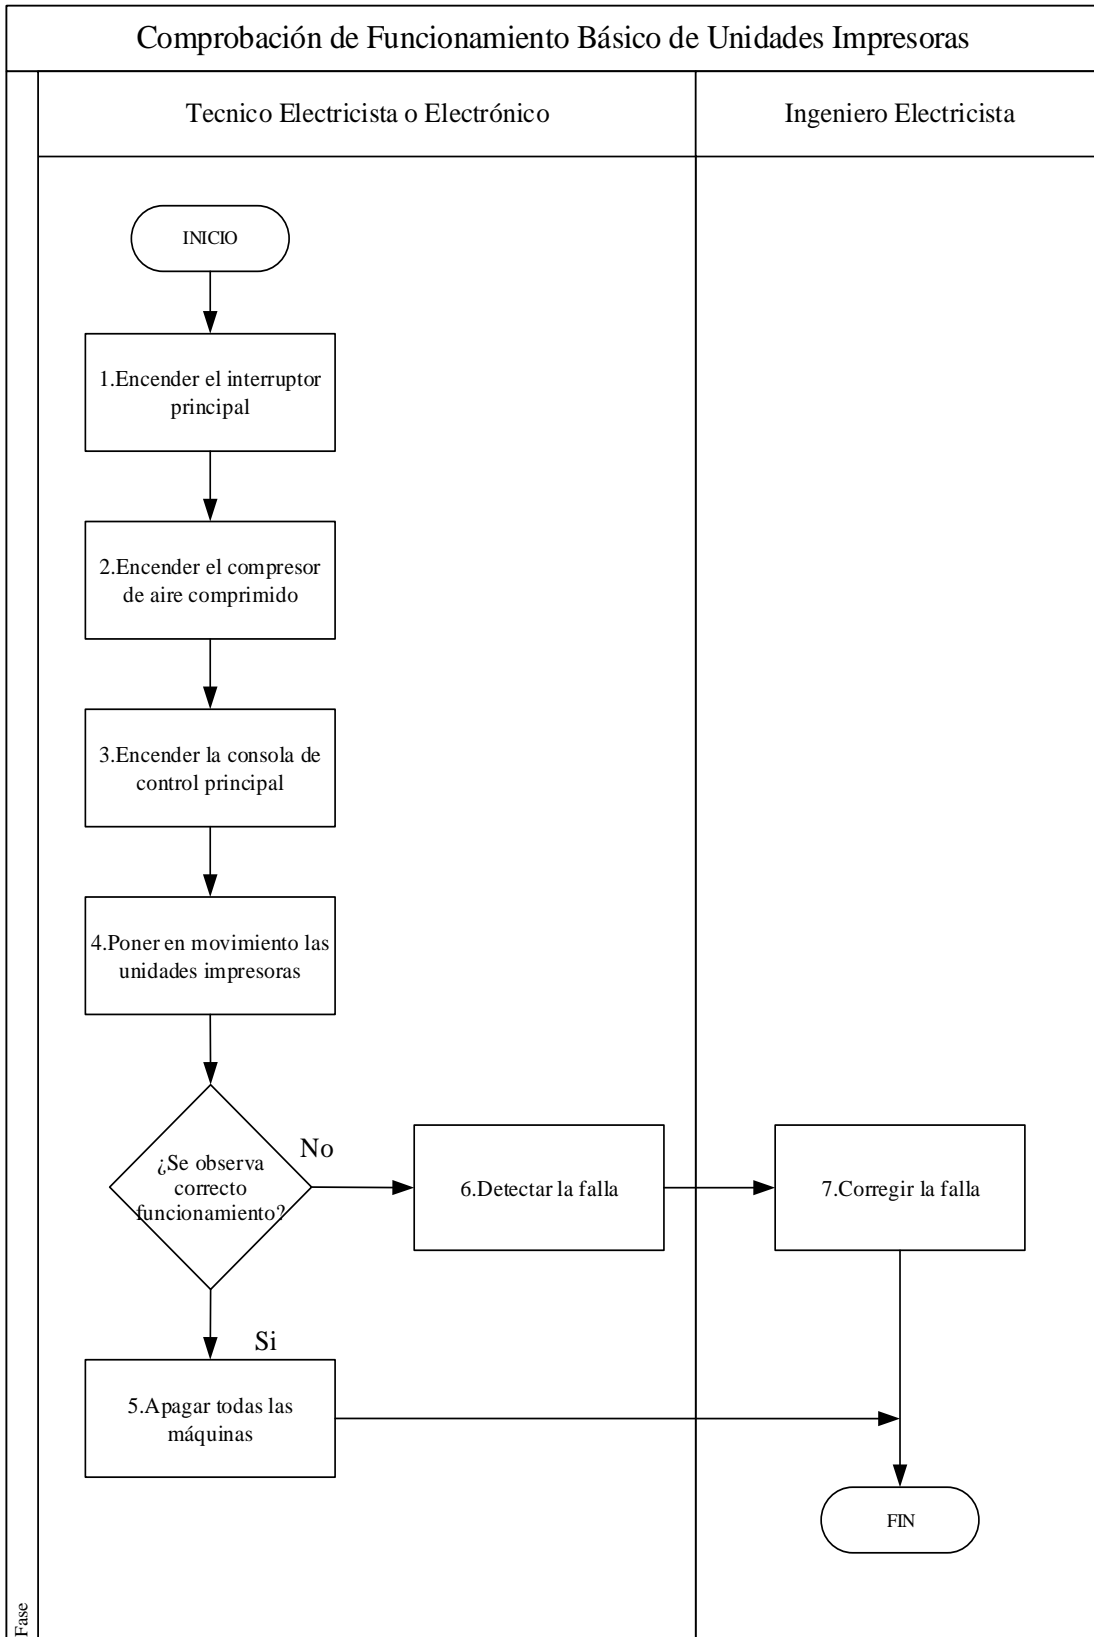 Comprobación de Funcionamiento Básico de Unidades Impresoras
Tecnico Electricista o Electrónico
Ingeniero Electricista
INICIO
1.Encender el interruptor
principal
2.Encender el compresor
de aire comprimido
3.Encender la consola de
control principal
4.Poner en movimiento las
unidades impresoras
¿Se observa
correcto
funcionamiento?
No
6.Detectar la falla
7.Corregir la falla
Si
5.Apagar todas las
máquinas
FIN
Fase